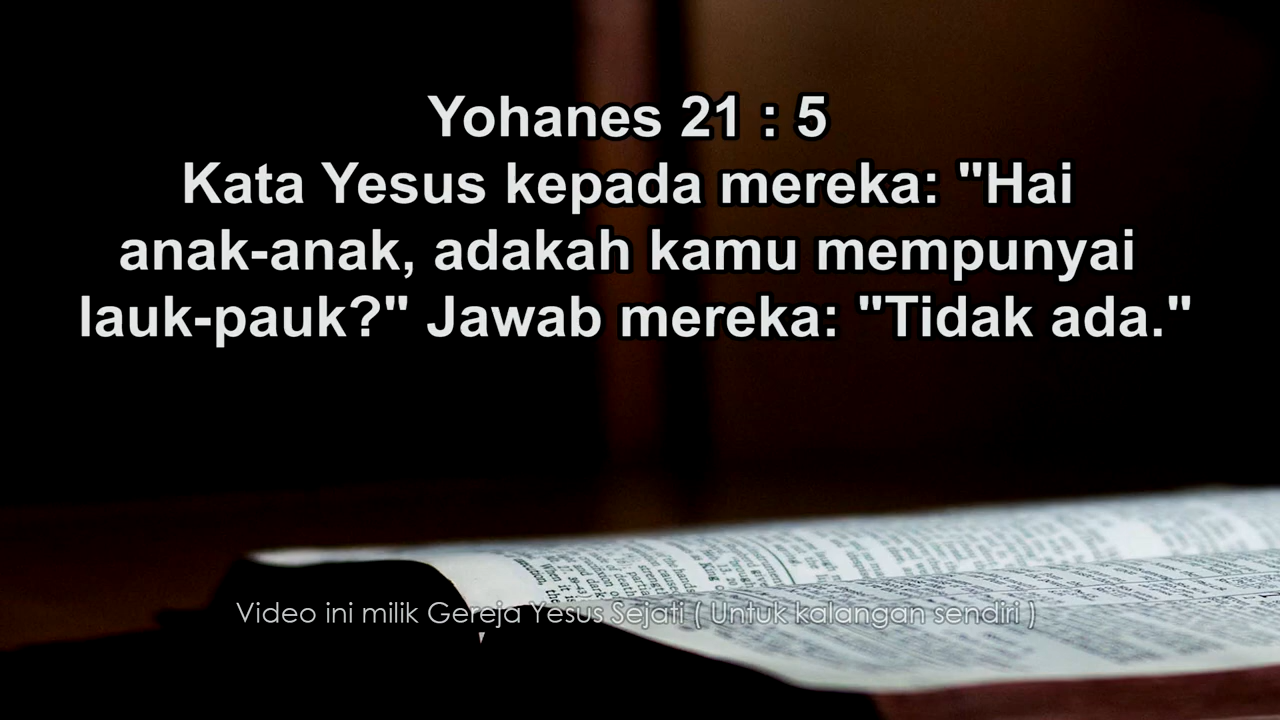 Yohanes 21 : 5
Kata Yesus kepada mereka: "Hai
anak-anak, adakah kamu mempunyai
lauk-pauk?" Jawab mereka: "Tidak ada."
Video ini milik Gereja Yesus Sejati ( Untuk kalangan sendiri )